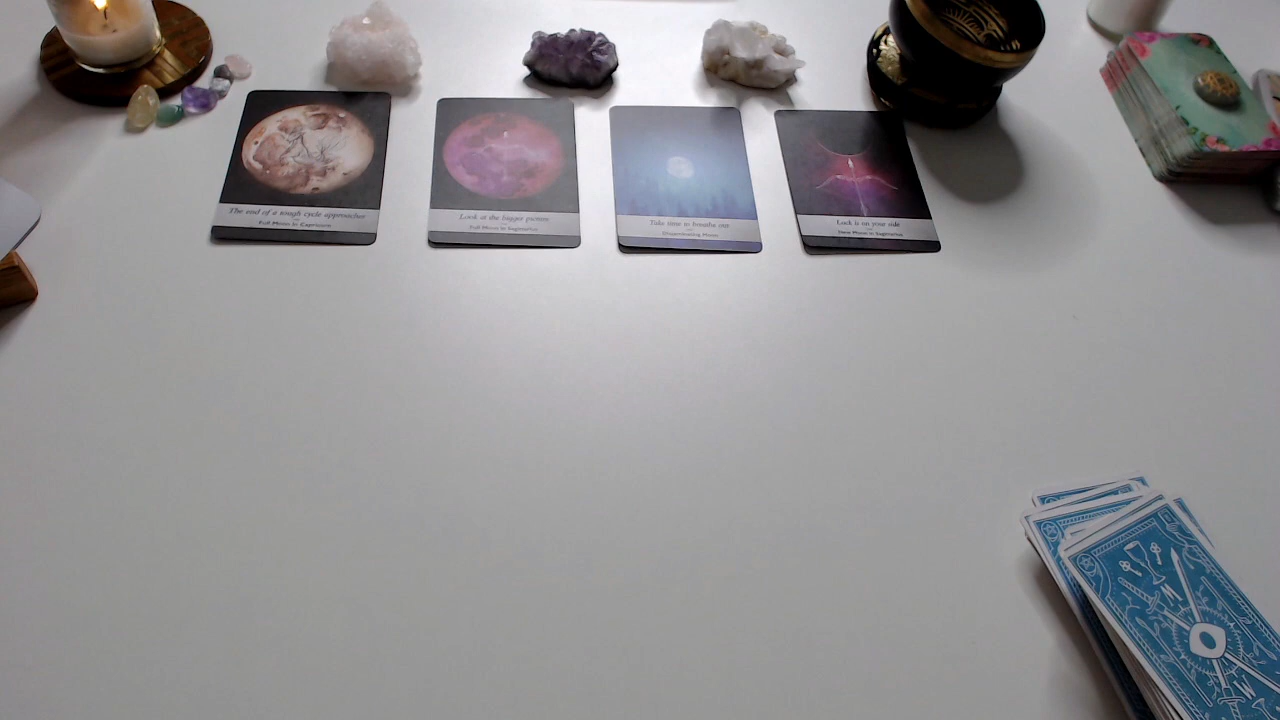 The end of a tough cycle approaches
Full Moon in Capricorn
Look at the bigger picture
Full Moon in Sagittarius
Take time to breathe out
Disseminating Moon
Luck is on your side
New Moon in Sagittarius
W